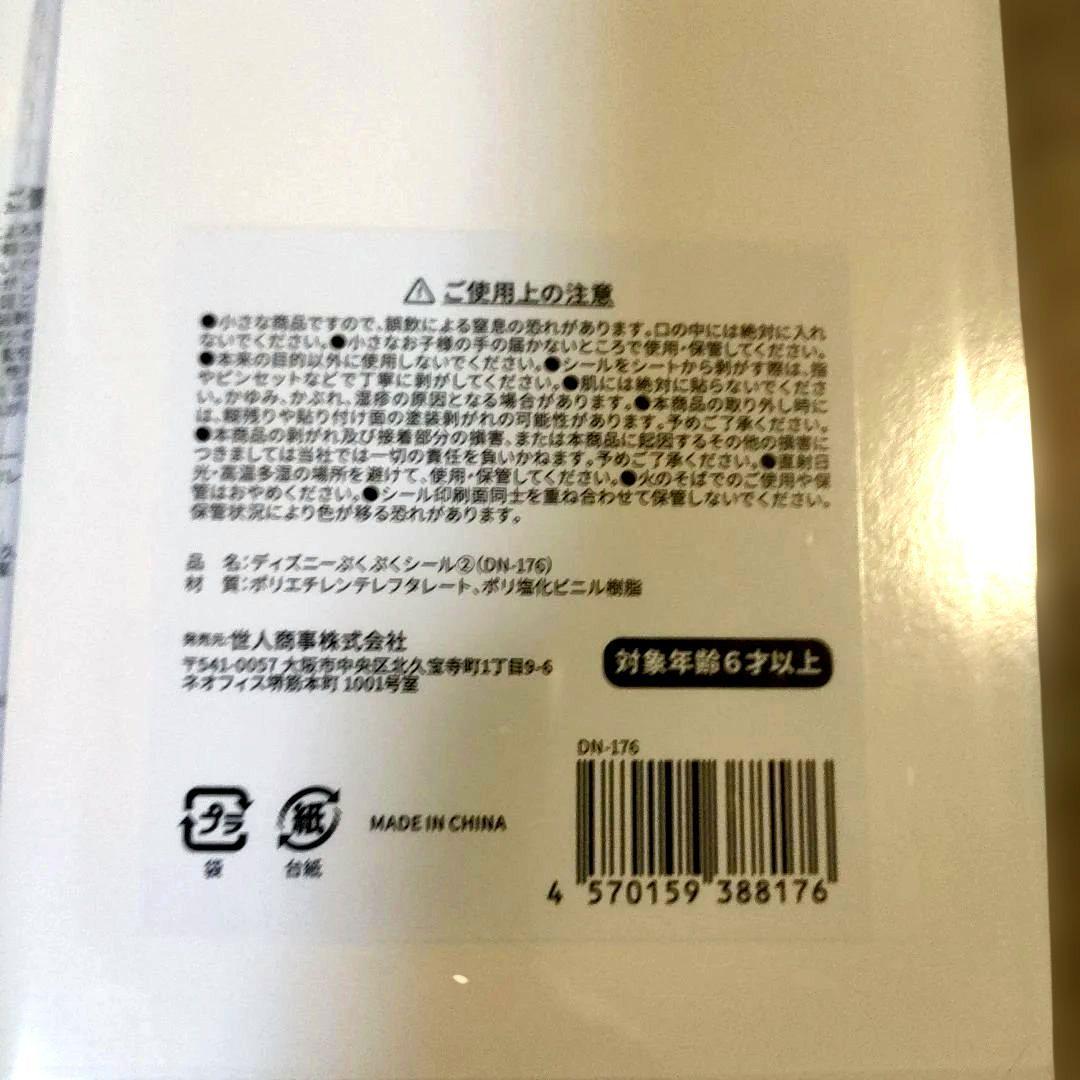 ⚠ ご使用上の注意
●小さな商品ですので、誤飲による窒息の恐れがあります。口の中には絶対に入れ
ないでください。●小さなお子様の手の届かないところで使用・保管してください。
●本来の目的以外に使用しないでください。●シールをシートから剥がす際は、指
やピンセットなどで丁寧に剥がしてください。●肌には絶対に貼らないでくださ
い。かゆみ、かぶれ、湿疹の原因となる場合があります。●本商品の取り外し時に
は、糊残りや貼り付け面の塗装剥がれの可能性があります。予めご了承ください。
●本商品の剥がれ及び接着部分の損害、または本商品に起因するその他の損害に
つきましては当社では一切の責任を負いかねます。予めご了承ください。●直射日
光・高温多湿の場所を避けて、使用・保管してください。●火のそばでのご使用や保
管はおやめください。●シール印刷面同士を重ね合わせて保管しないでください。
保管状況により色が移る恐れがあります。
品 名:ディズニーぷくぷくシール②(DN-176)
材 質:ポリエチレンテレフタレート、ポリ塩化ビニル樹脂
発売元:世人商事株式会社
〒541-0057 大阪市中央区北久宝寺町1丁目9-6
ネオフィス堺筋本町 1001号室
対象年齢6才以上
DN-176
プラ
袋
紙
台紙
MADE IN CHINA
4 570159 388176